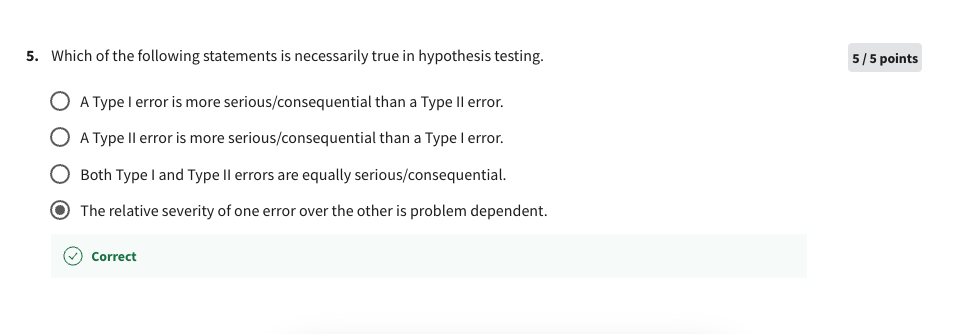 5. Which of the following statements is necessarily true in hypothesis testing.
5 / 5 points
A Type I error is more serious/consequential than a Type II error.
A Type II error is more serious/consequential than a Type I error.
Both Type I and Type II errors are equally serious/consequential.
The relative severity of one error over the other is problem dependent.
Correct